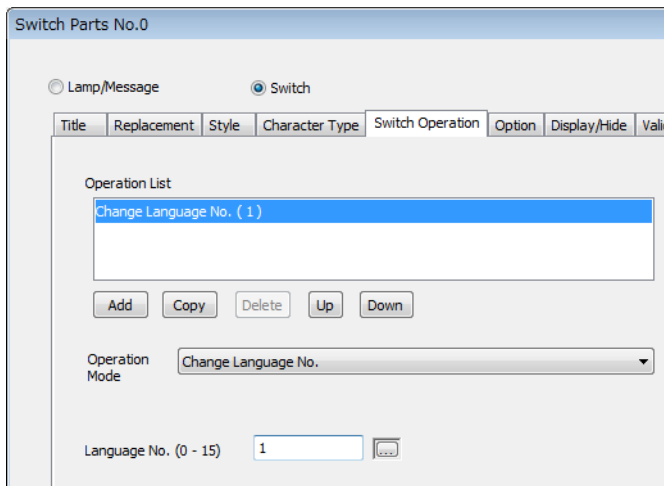 Switch Parts No.0
Lamp/Message Switch
Title Replacement Style Character Type Switch Operation Option Display/Hide
Operation List
Change Language No. ( 1 )
Add Copy Delete Up Down
Operation Mode Change Language No.
Language No. (0 - 15) 1 ...